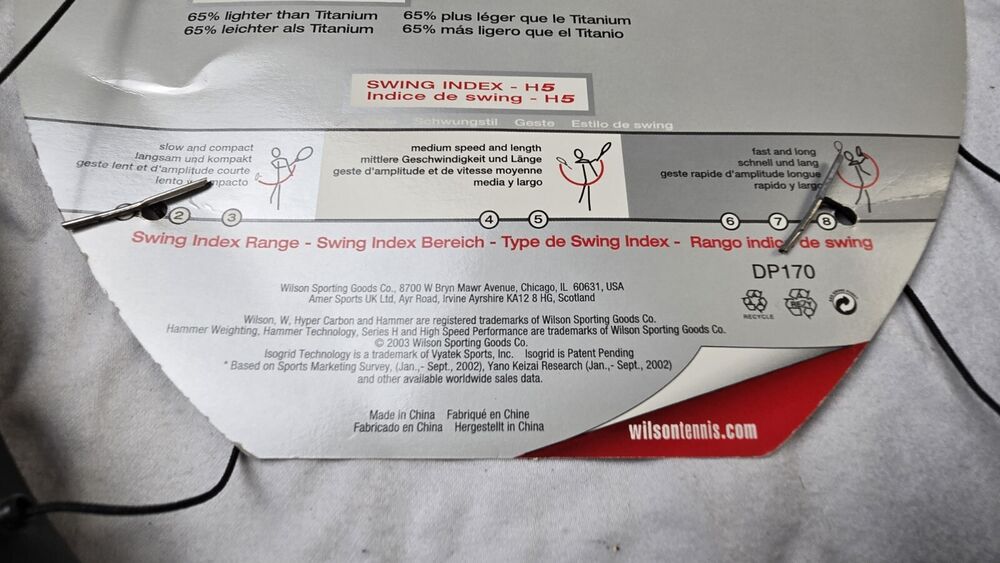 65% lighter than Titanium 65% plus léger que le Titanium
65% leichter als Titanium 65% más ligero que el Titanio
SWING INDEX - H5
Indice de swing - H5
Schwungstil Geste Estilo de swing
slow and compact
langsam und kompakt
geste lent et d'amplitude courte
lento
medium speed and length
mittlere Geschwindigkeit und Länge
geste d'amplitude et de vitesse moyenne
media y largo
fast and long
schnell und lang
geste rapide d'amplitude longue
rapido y largo
2 3 4 5 6 7 8
Swing Index Range - Swing Index Bereich - Type de Swing Index - Rango indice de swing
DP170
RECYCLE
RESY
Wilson Sporting Goods Co., 8700 W Bryn Mawr Avenue, Chicago, IL 60631, USA
Amer Sports UK Ltd, Ayr Road, Irvine Ayrshire KA12 8 HG, Scotland
Wilson, W, Hyper Carbon and Hammer are registered trademarks of Wilson Sporting Goods Co.
Hammer Weighting, Hammer Technology, Series H and High Speed Performance are trademarks of Wilson Sporting Goods Co.
© 2003 Wilson Sporting Goods Co.
Isogrid Technology is a trademark of Vyatek Sports, Inc. Isogrid is Patent Pending
* Based on Sports Marketing Survey, (Jan.,- Sept., 2002), Yano Keizai Research (Jan.,- Sept., 2002)
and other available worldwide sales data.
Made in China Fabriqué en Chine
Fabricado en China Hergestellt in China
wilsontennis.com